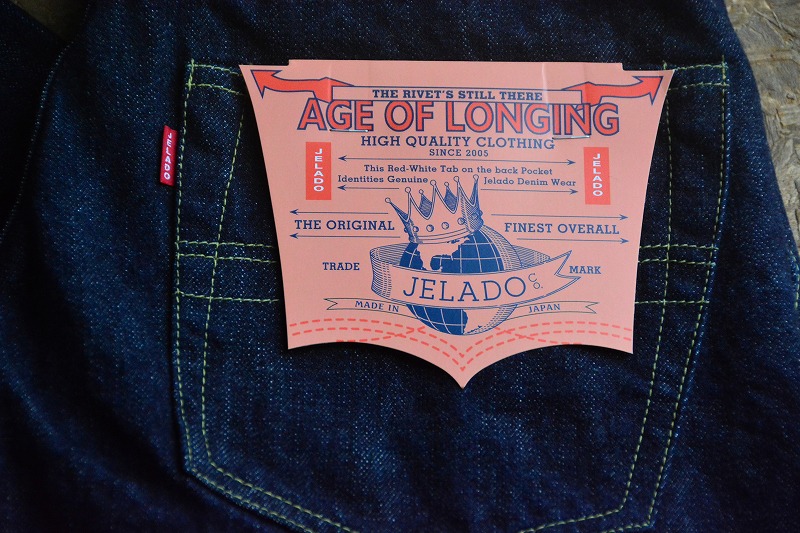 THE RIVET'S STILL THERE
AGE OF LONGING
HIGH QUALITY CLOTHING
SINCE 2005
JELADO
JELADO
JELADO
This Red-White Tab on the back Pocket
Identities Genuine Jelado Denim Wear
THE ORIGINAL FINEST OVERALL
TRADE MARK
JELADO CO.
MADE IN JAPAN